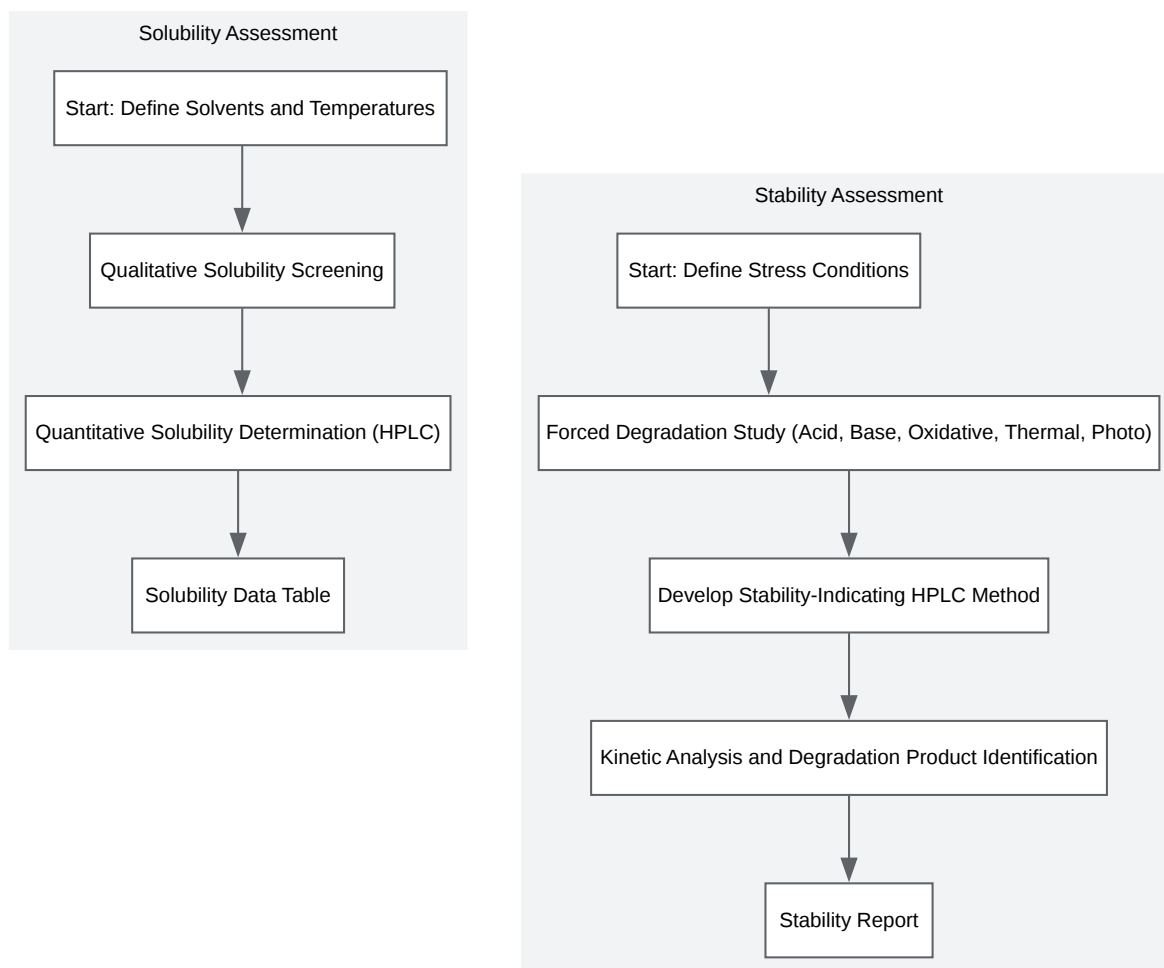 Solubility Assessment
Start: Define Solvents and Temperatures
Qualitative Solubility Screening
Quantitative Solubility Determination (HPLC)
Solubility Data Table
Stability Assessment
Start: Define Stress Conditions
Forced Degradation Study (Acid, Base, Oxidative, Thermal, Photo)
Develop Stability-Indicating HPLC Method
Kinetic Analysis and Degradation Product Identification
Stability Report